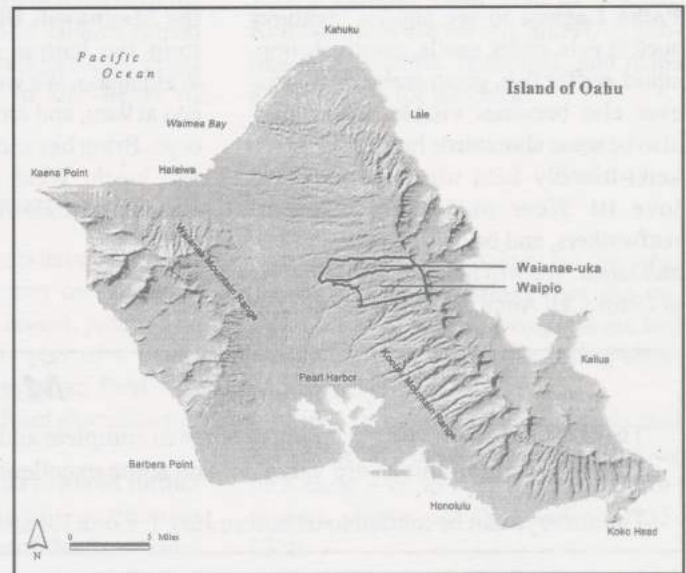 Kahuku
Pacific
Ocean
Island of Oahu
Laie
Waimea Bay
Haleiwa
Kaena Point
Waianae Mountain Range
Waianae-uka
Waipio
Kailua
Pearl Harbor
Koolau Mountain Range
Barbers Point
Honolulu
Koko Head
N
0 5 Miles